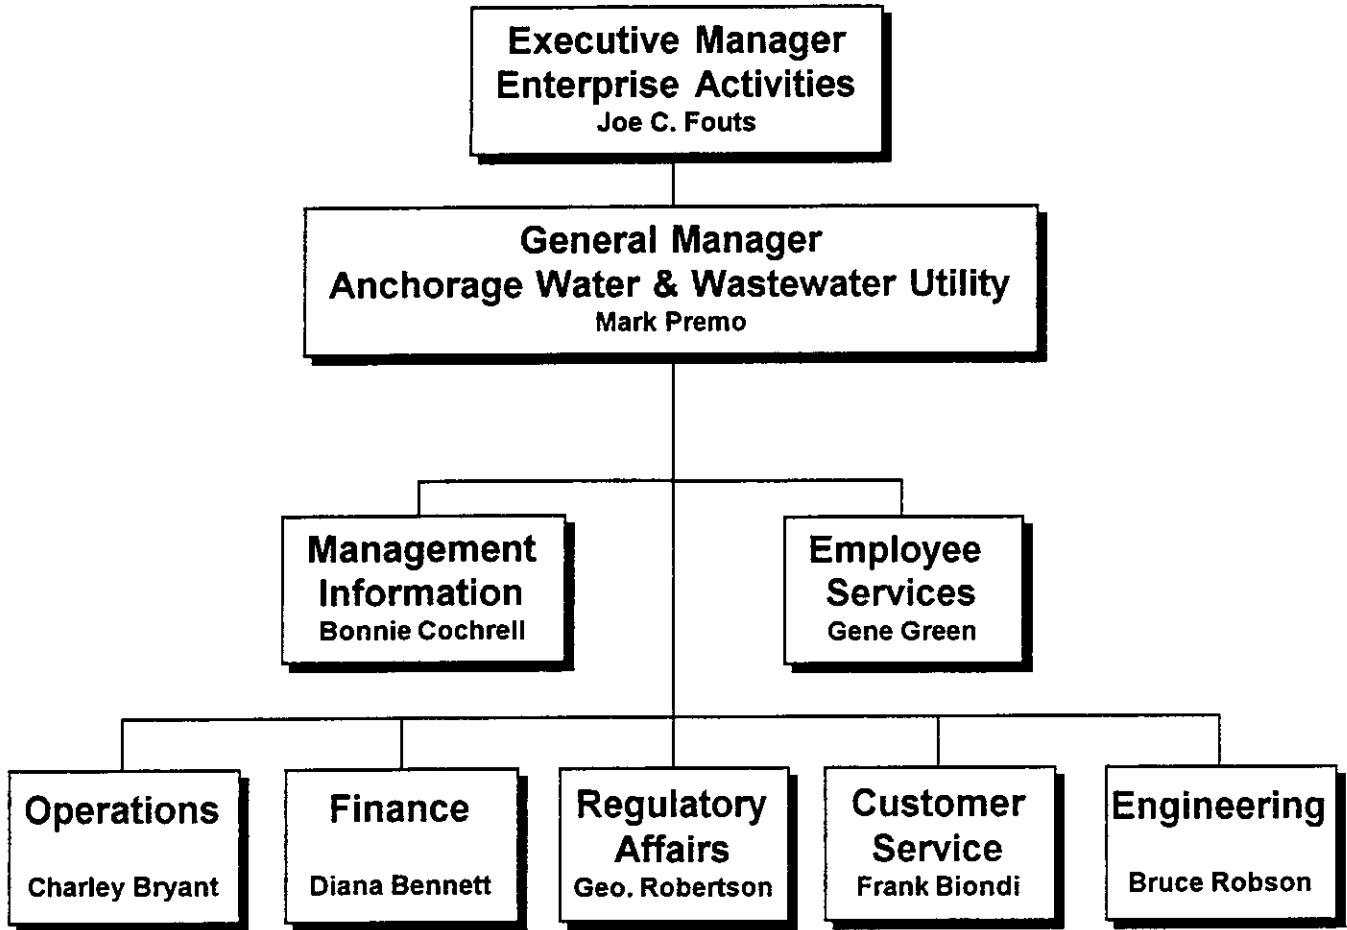 Executive Manager
Enterprise Activities
Joe C. Fouts
General Manager
Anchorage Water & Wastewater Utility
Mark Premo
Management
Information
Bonnie Cochrell
Employee
Services
Gene Green
Operations
Charley Bryant
Finance
Diana Bennett
Regulatory
Affairs
Geo. Robertson
Customer
Service
Frank Biondi
Engineering
Bruce Robson